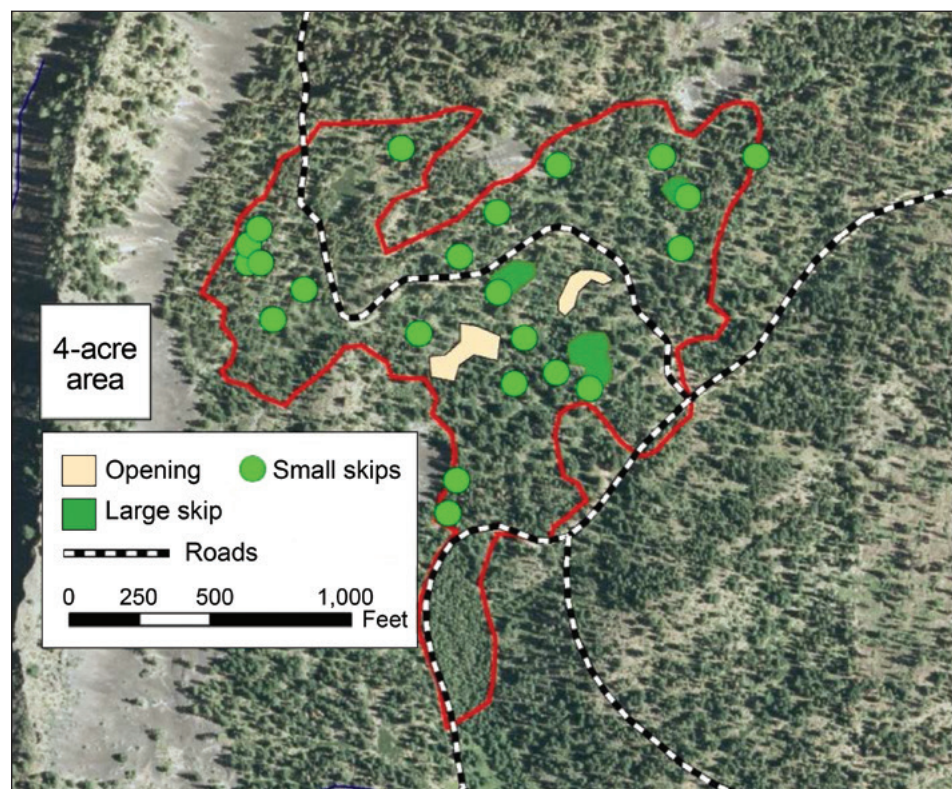 4-acre
area
Opening
Small skips
Large skip
Roads
0 250 500 1,000
Feet